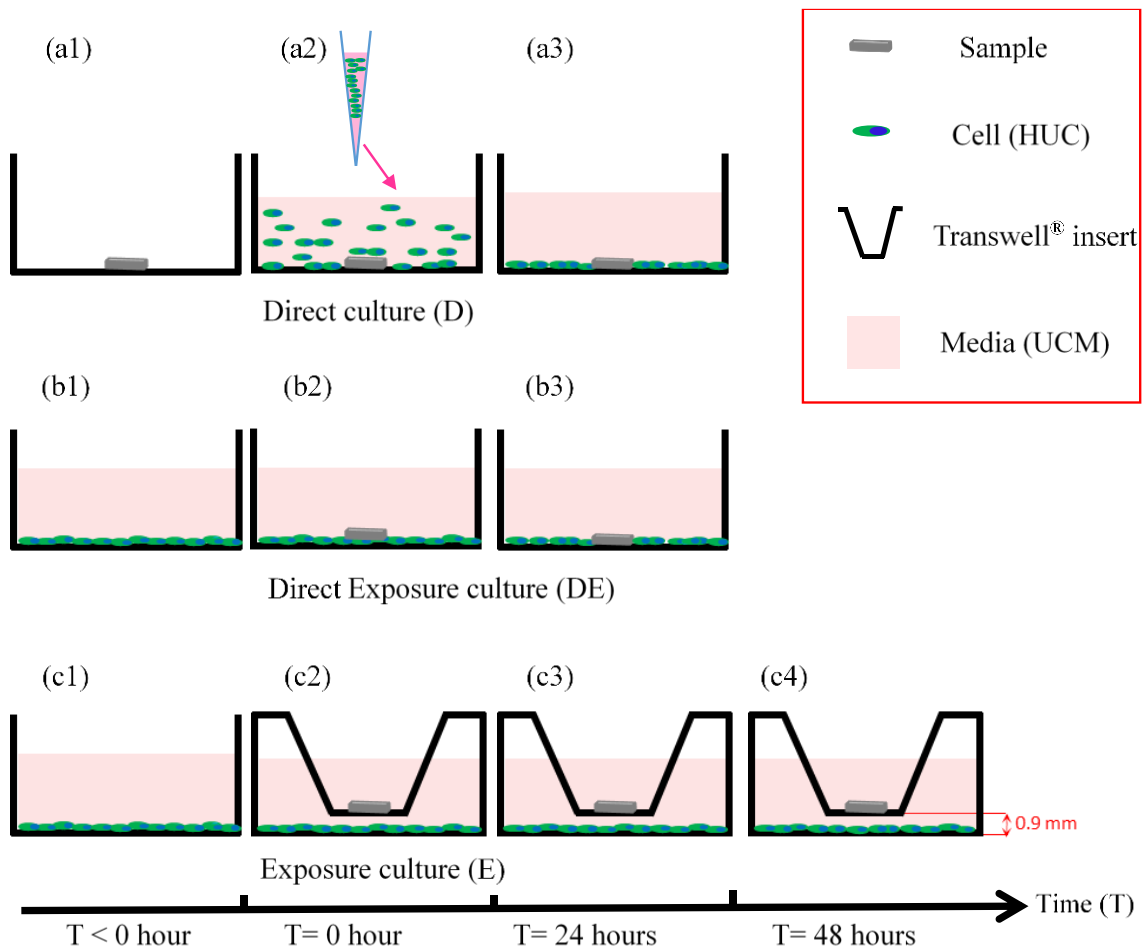 (a1)
(a2)
(a3)
Direct culture (D)
Sample
Cell (HUC)
Transwell® insert
Media (UCM)
(b1)
(b2)
(b3)
Direct Exposure culture (DE)
(c1)
(c2)
(c3)
(c4)
0.9 mm
Exposure culture (E)
Time (T)
T < 0 hour
T= 0 hour
T= 24 hours
T= 48 hours